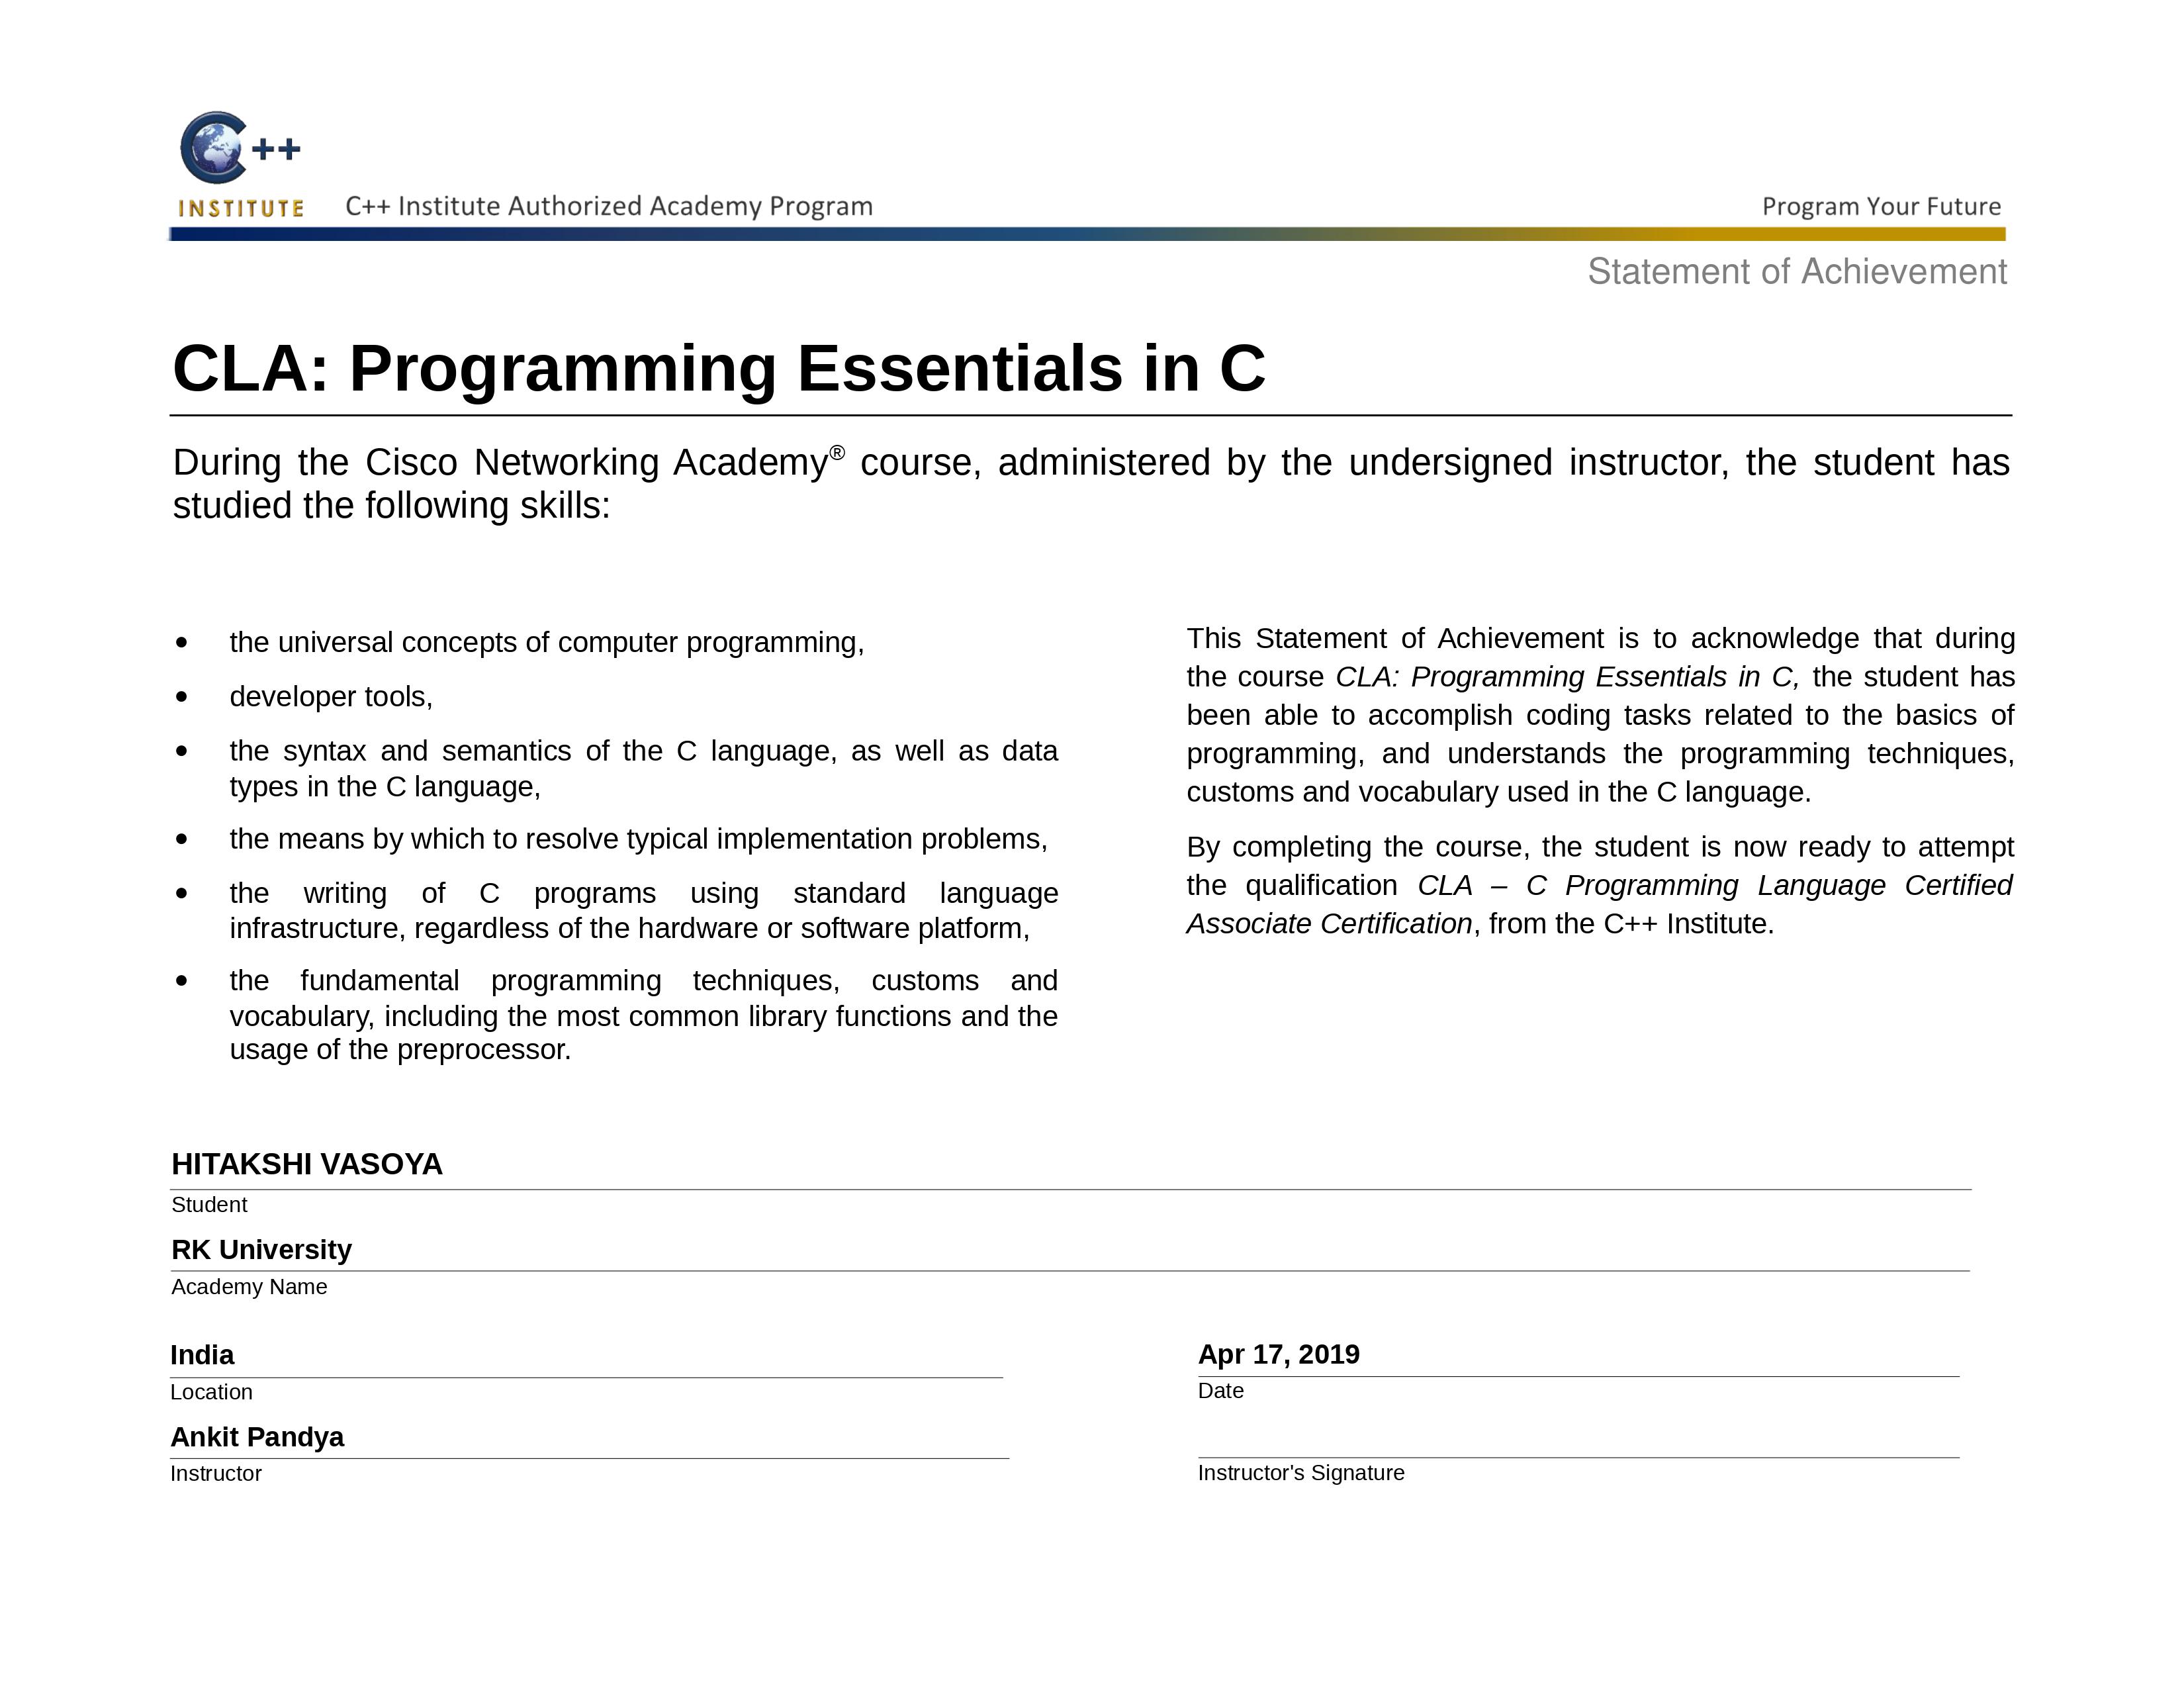 C++
INSTITUTE
C++ Institute Authorized Academy Program
Program Your Future
Statement of Achievement
CLA: Programming Essentials in C
During the Cisco Networking Academy® course, administered by the undersigned instructor, the student has
studied the following skills:
• the universal concepts of computer programming,
• developer tools,
• the syntax and semantics of the C language, as well as data
types in the C language,
• the means by which to resolve typical implementation problems,
• the writing of C programs using standard language
infrastructure, regardless of the hardware or software platform,
• the fundamental programming techniques, customs and
vocabulary, including the most common library functions and the
usage of the preprocessor.
This Statement of Achievement is to acknowledge that during
the course CLA: Programming Essentials in C, the student has
been able to accomplish coding tasks related to the basics of
programming, and understands the programming techniques,
customs and vocabulary used in the C language.
By completing the course, the student is now ready to attempt
the qualification CLA – C Programming Language Certified
Associate Certification, from the C++ Institute.
HITAKSHI VASOYA
Student
RK University
Academy Name
India
Location
Apr 17, 2019
Date
Ankit Pandya
Instructor
Instructor's Signature